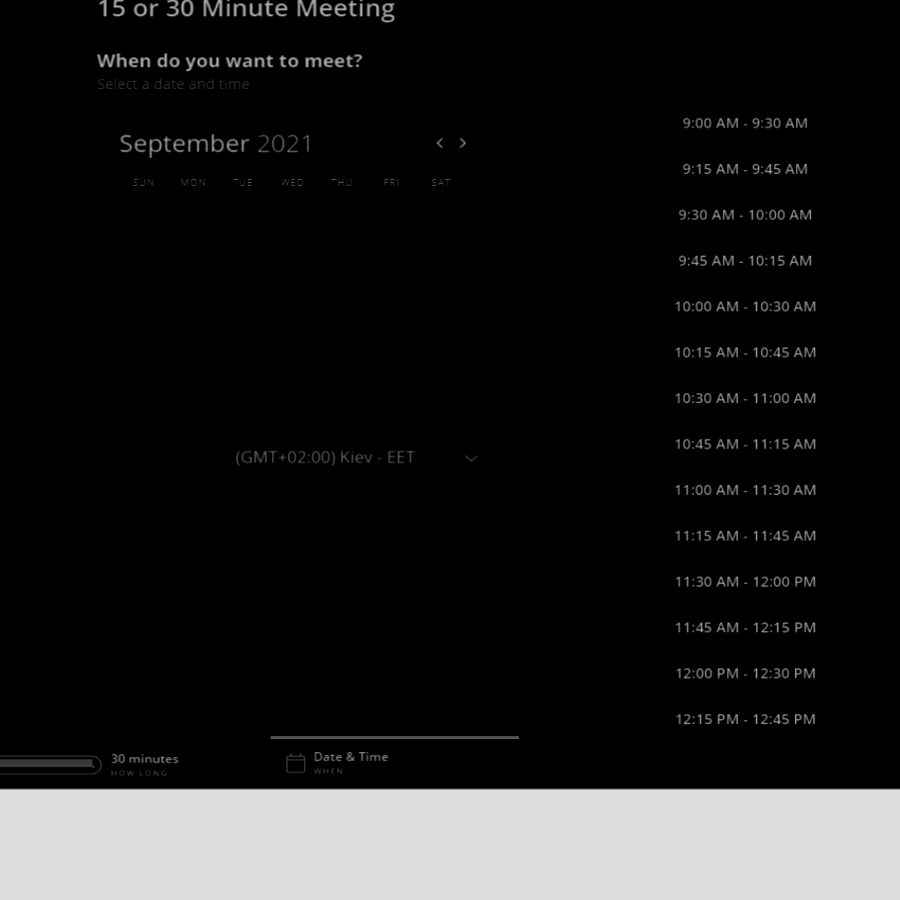 15 or 30 Minute Meeting
When do you want to meet?
Select a date and time
September 2021
SUN MON TUE WED THU FRI SAT
(GMT+02:00) Kiev - EET
9:00 AM - 9:30 AM
9:15 AM - 9:45 AM
9:30 AM - 10:00 AM
9:45 AM - 10:15 AM
10:00 AM - 10:30 AM
10:15 AM - 10:45 AM
10:30 AM - 11:00 AM
10:45 AM - 11:15 AM
11:00 AM - 11:30 AM
11:15 AM - 11:45 AM
11:30 AM - 12:00 PM
11:45 AM - 12:15 PM
12:00 PM - 12:30 PM
12:15 PM - 12:45 PM
30 minutes
HOW LONG
Date & Time
WHEN